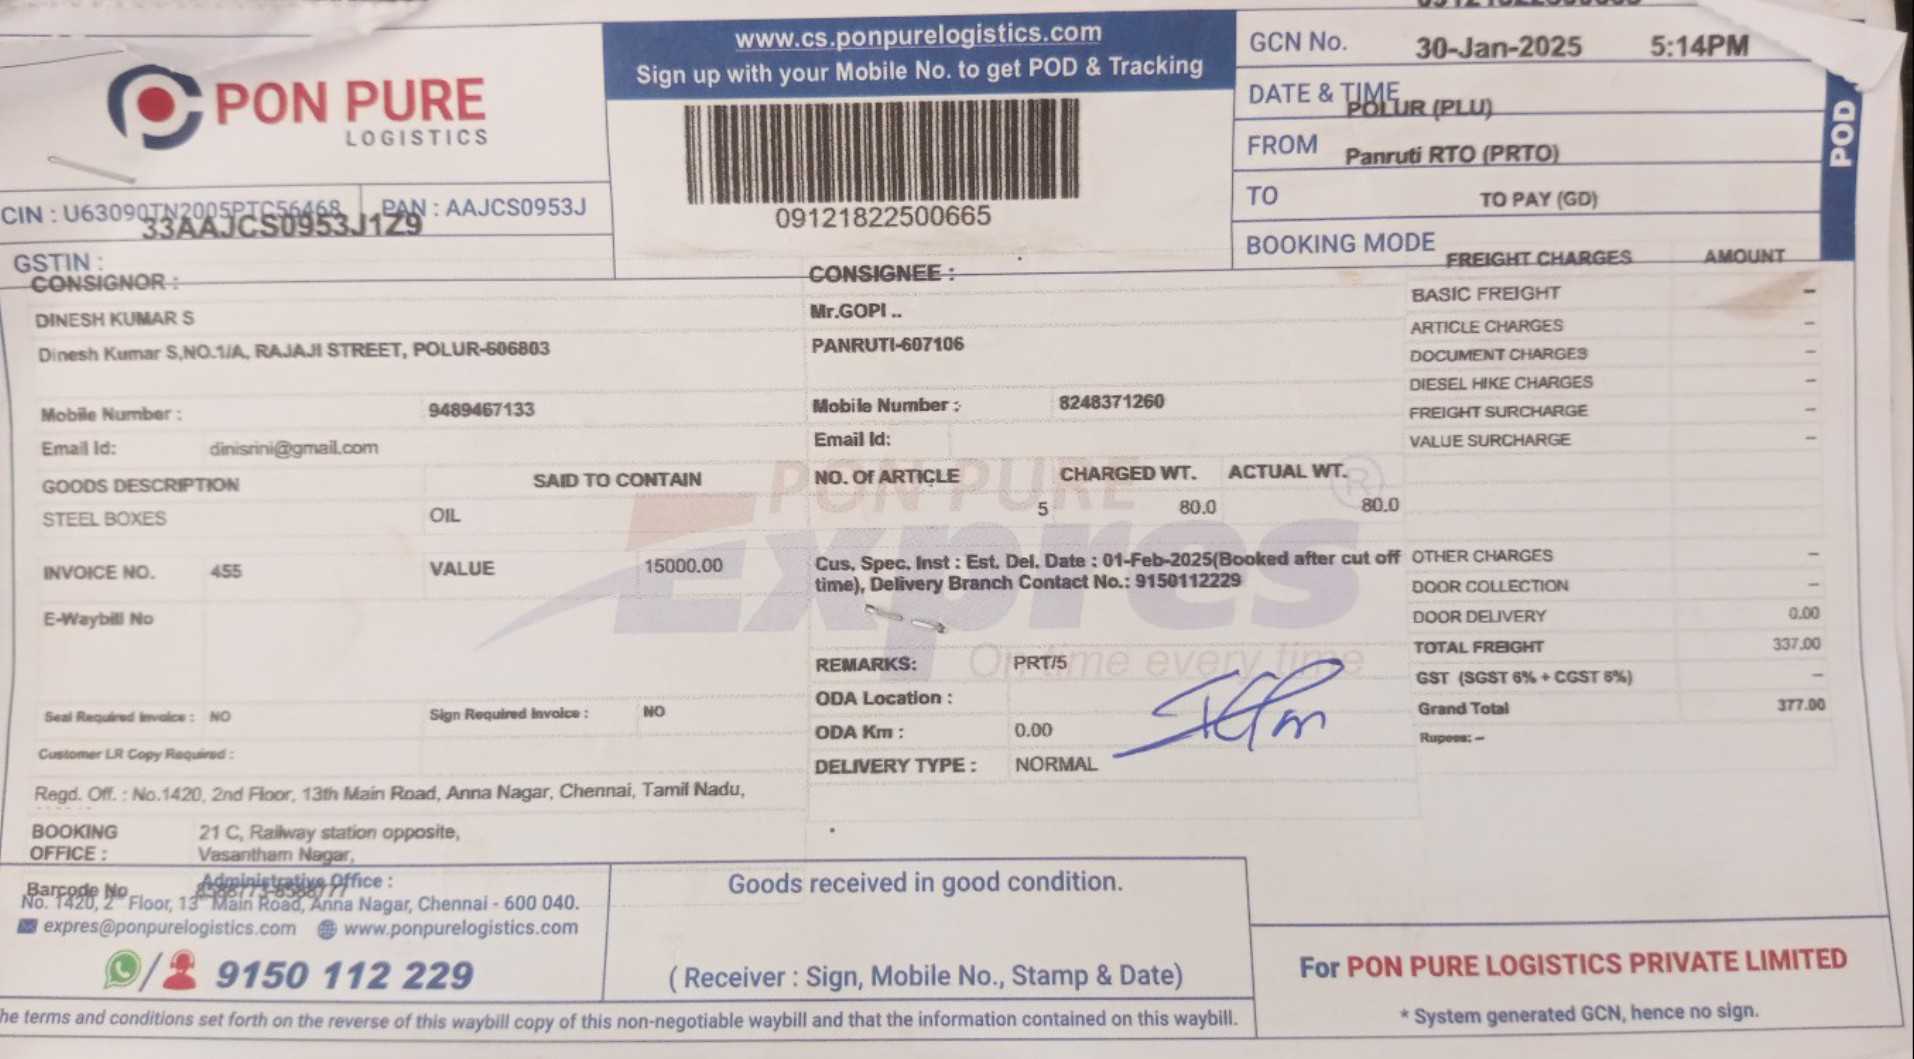 PON PURE
LOGISTICS
www.cs.ponpurelogistics.com
Sign up with your Mobile No. to get POD & Tracking
09121822500665
GCN No. 30-Jan-2025 5:14PM
DATE & TIME
POLUR (PLU)
FROM
Panruti RTO (PRTO)
TO
TO PAY (GD)
BOOKING MODE
POD
CIN : U63090TN2005PTC56468 PAN : AAJCS0953J
33AAJCS0953J1Z9
GSTIN :
CONSIGNOR :
DINESH KUMAR S
Dinesh Kumar S,NO.1/A, RAJAJI STREET, POLUR-606803
Mobile Number : 9489467133
Email Id: dinisrini@gmail.com
GOODS DESCRIPTION SAID TO CONTAIN
STEEL BOXES OIL
INVOICE NO. 455 VALUE 15000.00
E-Waybill No
Seal Required Invoice : NO Sign Required Invoice : NO
Customer LR Copy Required :
Regd. Off. : No.1420, 2nd Floor, 13th Main Road, Anna Nagar, Chennai, Tamil Nadu,
BOOKING OFFICE : 21 C, Railway station opposite,
Vasantham Nagar,
CONSIGNEE :
Mr.GOPI ..
PANRUTI-607106
Mobile Number : 8248371260
Email Id:
NO. Of ARTICLE CHARGED WT. ACTUAL WT.
5 80.0 80.0
Cus. Spec. Inst : Est. Del. Date : 01-Feb-2025(Booked after cut off
time), Delivery Branch Contact No.: 9150112229
REMARKS: PRT/5
ODA Location :
ODA Km : 0.00
DELIVERY TYPE : NORMAL
PON PURE
Expres ®
On time every time
FREIGHT CHARGES AMOUNT
BASIC FREIGHT –
ARTICLE CHARGES –
DOCUMENT CHARGES –
DIESEL HIKE CHARGES –
FREIGHT SURCHARGE –
VALUE SURCHARGE –
OTHER CHARGES –
DOOR COLLECTION –
DOOR DELIVERY 0.00
TOTAL FREIGHT 337.00
GST (SGST 6% + CGST 6%) –
Grand Total 377.00
Rupees: –
Barcode No 8588773-8588777
Administrative Office :
No. 1420, 2nd Floor, 13th Main Road, Anna Nagar, Chennai - 600 040.
expres@ponpurelogistics.com www.ponpurelogistics.com
/ 9150 112 229
Goods received in good condition.
( Receiver : Sign, Mobile No., Stamp & Date)
For PON PURE LOGISTICS PRIVATE LIMITED
* System generated GCN, hence no sign.
he terms and conditions set forth on the reverse of this waybill copy of this non-negotiable waybill and that the information contained on this waybill.